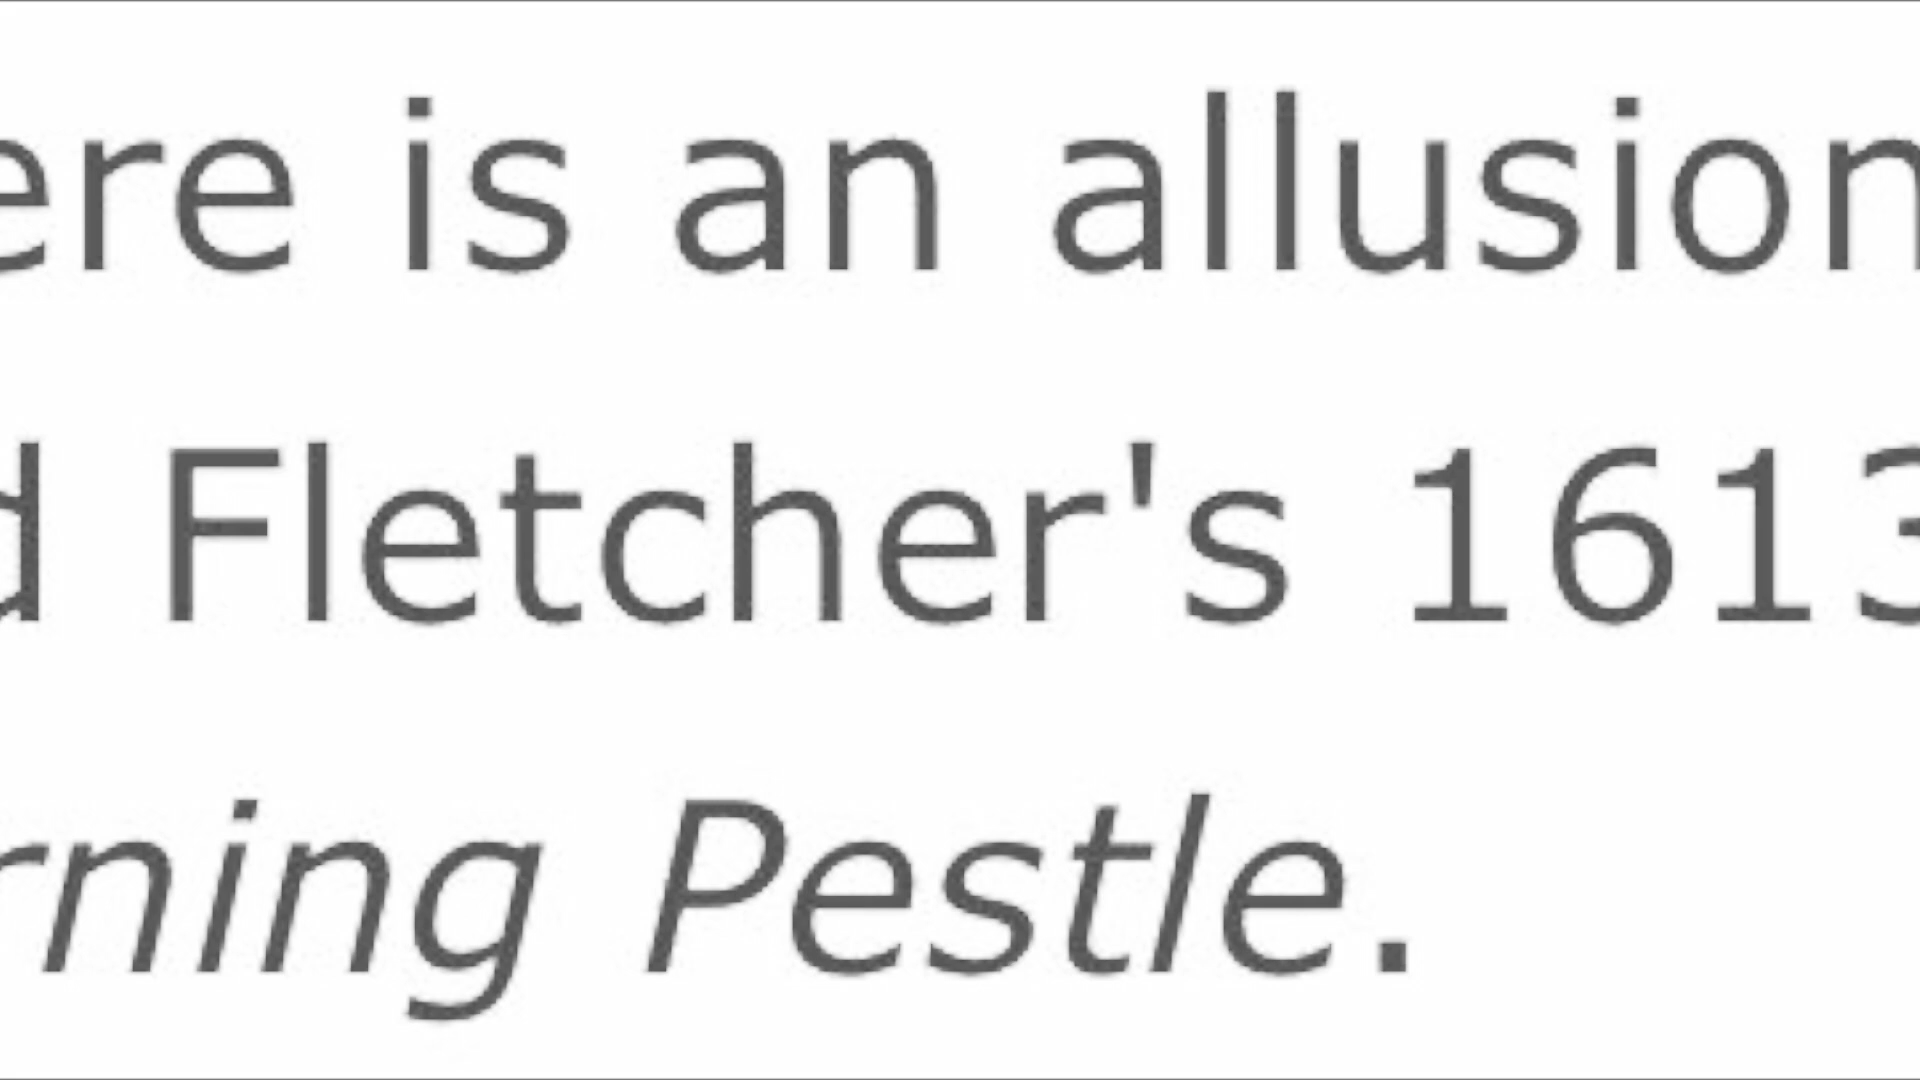 ere is an allusion
d Fletcher's 1613
rning Pestle.